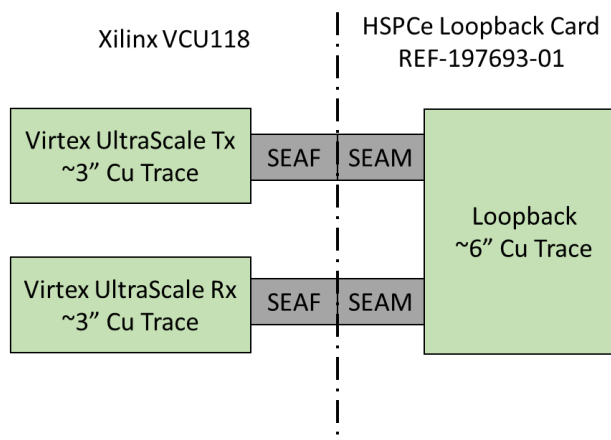 Xilinx VCU118
HSPCe Loopback Card
REF-197693-01
Virtex UltraScale Tx
~3” Cu Trace
SEAF
SEAM
Loopback
~6” Cu Trace
Virtex UltraScale Rx
~3” Cu Trace
SEAF
SEAM